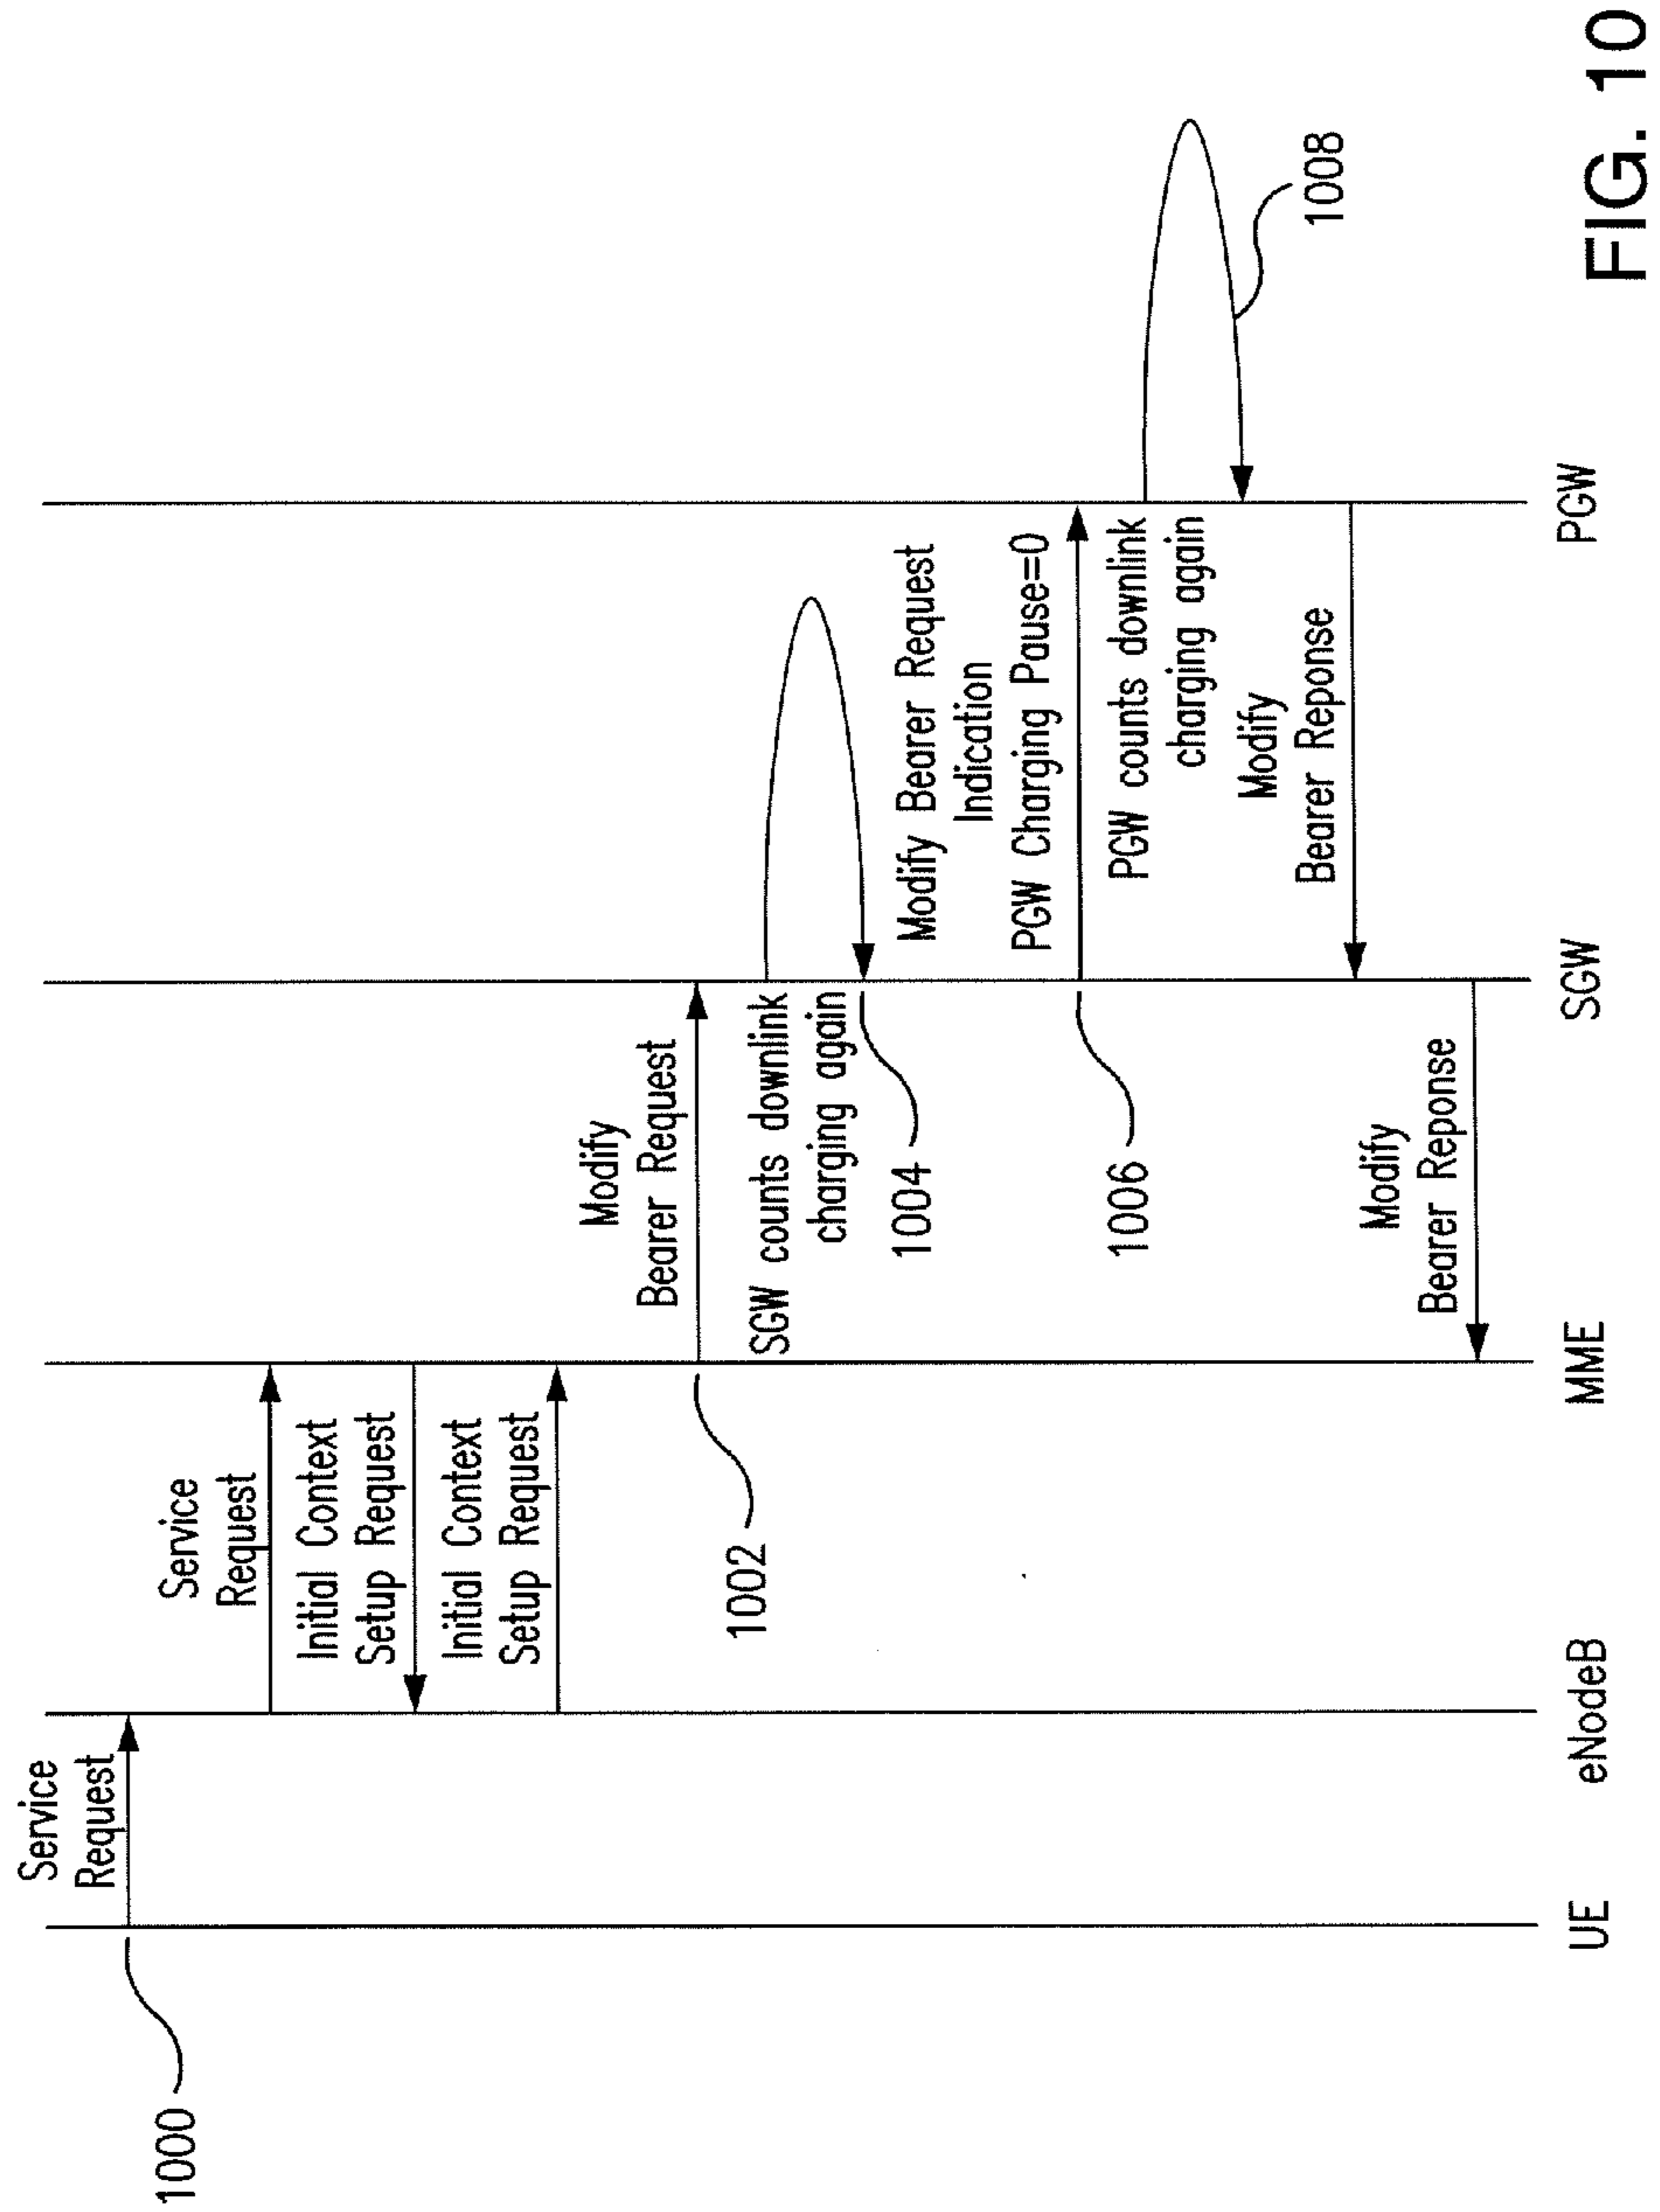 Service
Request
1000
Service
Request
Initial Context
Setup Request
Initial Context
Setup Request
1002
Modify
Bearer Request
SGW counts downlink
charging again
1004
Modify Bearer Request
Indication
PGW Charging Pause=0
1006
PGW counts downlink
charging again
1008
Modify
Bearer Reponse
Modify
Bearer Reponse
UE
eNodeB
MME
SGW
PGW
FIG. 10